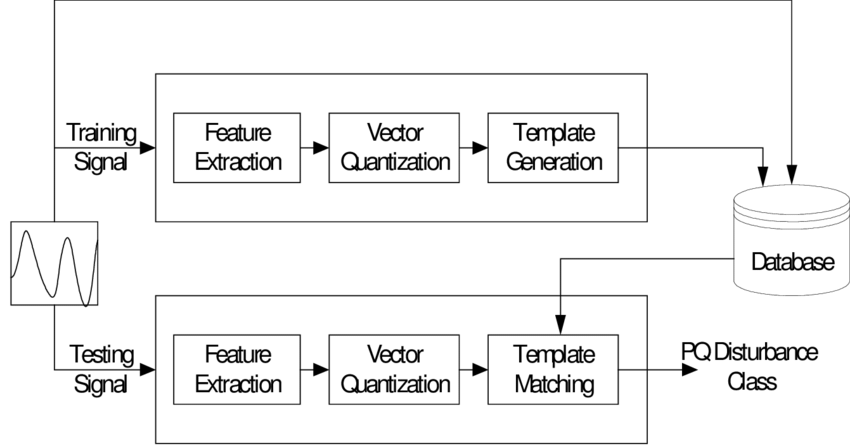 Training
Signal
Feature
Extraction
Vector
Quantization
Template
Generation
Database
Testing
Signal
Feature
Extraction
Vector
Quantization
Template
Matching
PQ Disturbance
Class